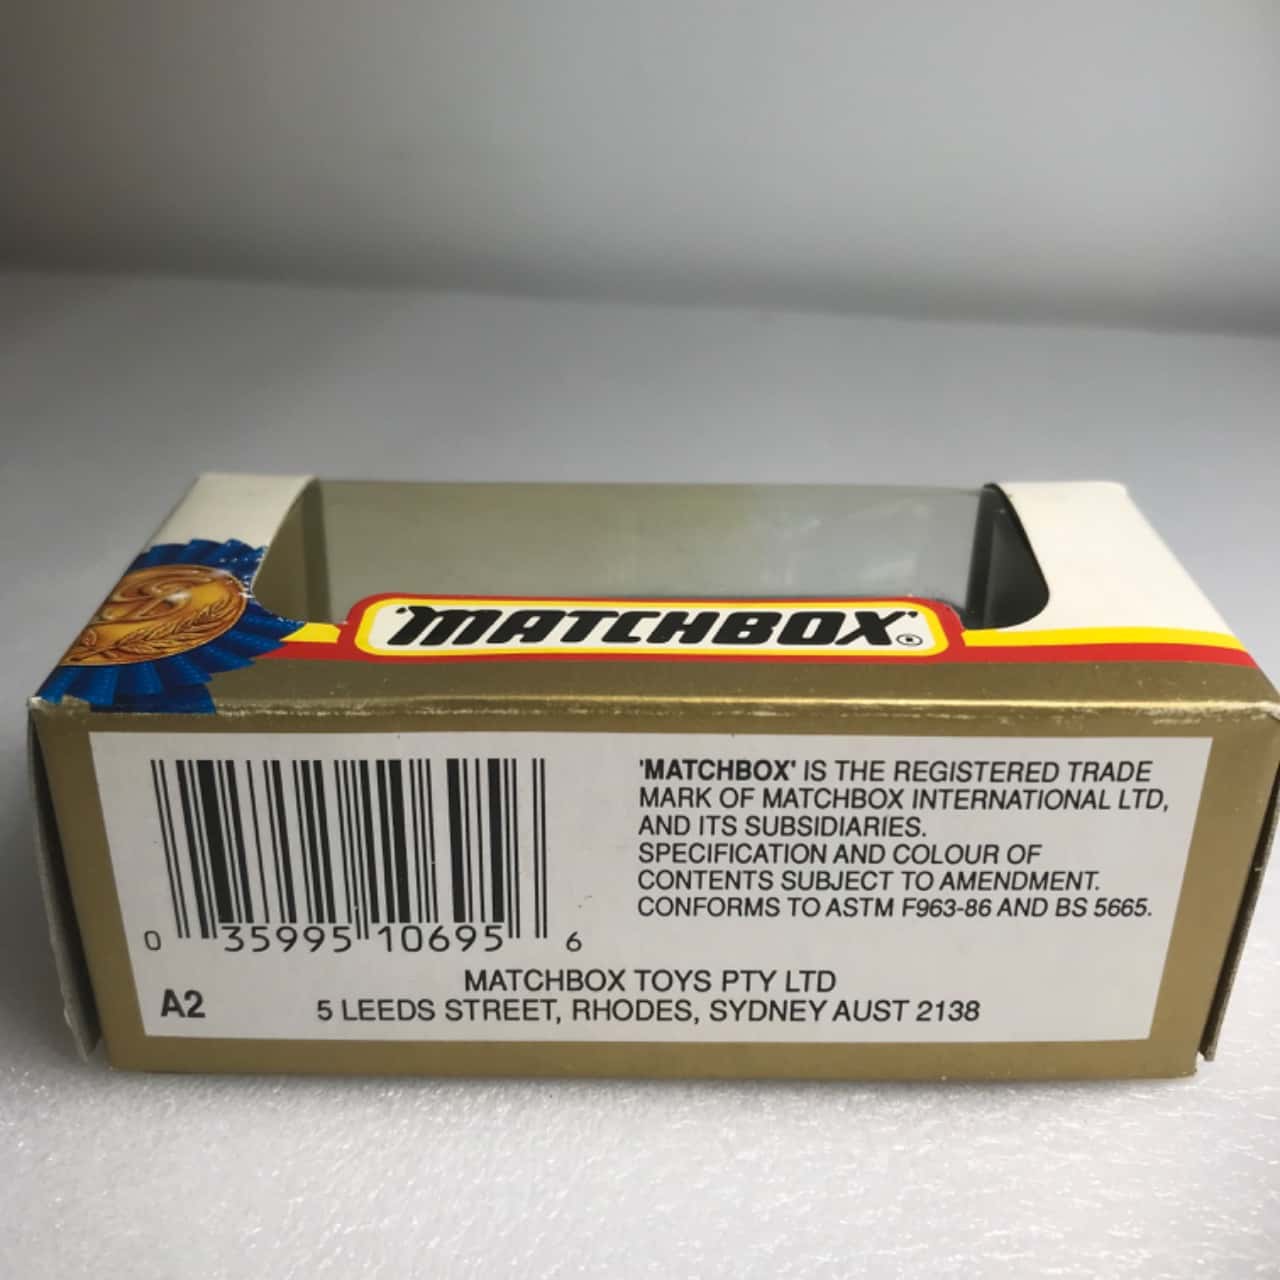 'MATCHBOX'®
'MATCHBOX' IS THE REGISTERED TRADE
MARK OF MATCHBOX INTERNATIONAL LTD,
AND ITS SUBSIDIARIES.
SPECIFICATION AND COLOUR OF
CONTENTS SUBJECT TO AMENDMENT.
CONFORMS TO ASTM F963-86 AND BS 5665.
0 35995 10695 6
MATCHBOX TOYS PTY LTD
A2
5 LEEDS STREET, RHODES, SYDNEY AUST 2138